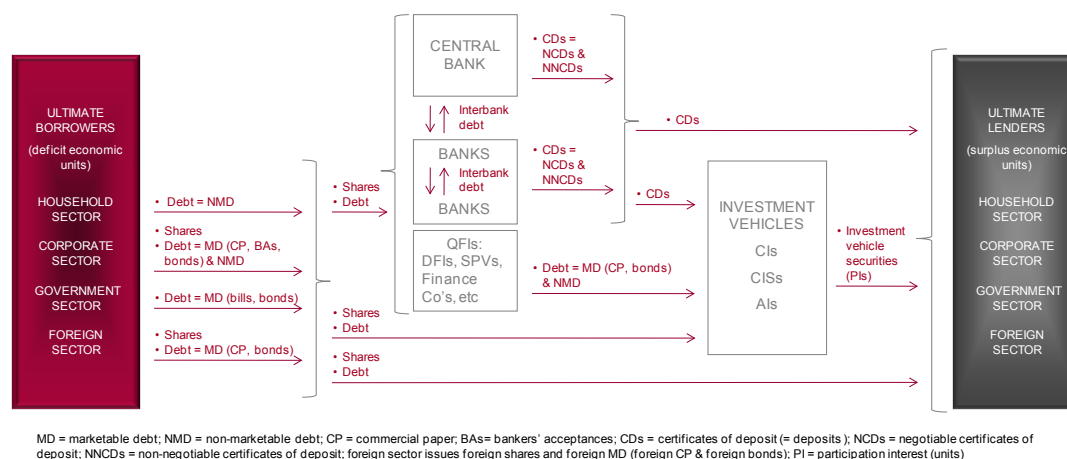 ULTIMATE
BORROWERS
(deficit economic
units)
HOUSEHOLD
SECTOR
CORPORATE
SECTOR
GOVERNMENT
SECTOR
FOREIGN
SECTOR
• Debt = NMD
• Shares
• Debt = MD (CP, BAs,
bonds) & NMD
• Debt = MD (bills, bonds)
• Shares
• Debt = MD (CP, bonds)
• Shares
• Debt
CENTRAL
BANK
Interbank
debt
BANKS
Interbank
debt
BANKS
QFIs:
DFIs, SPVs,
Finance
Co's, etc
• CDs =
NCDs &
NNCDs
• CDs =
NCDs &
NNCDs
• Debt = MD (CP, bonds)
& NMD
• Shares
• Debt
• Shares
• Debt
• CDs
• CDs
INVESTMENT
VEHICLES
CIs
CISs
AIs
• Investment
vehicle
securities
(PIs)
ULTIMATE
LENDERS
(surplus economic
units)
HOUSEHOLD
SECTOR
CORPORATE
SECTOR
GOVERNMENT
SECTOR
FOREIGN
SECTOR
MD = marketable debt; NMD = non-marketable debt; CP = commercial paper; BAs= bankers' acceptances; CDs = certificates of deposit (= deposits ); NCDs = negotiable certificates of
deposit; NNCDs = non-negotiable certificates of deposit; foreign sector issues foreign shares and foreign MD (foreign CP & foreign bonds); PI = participation interest (units)